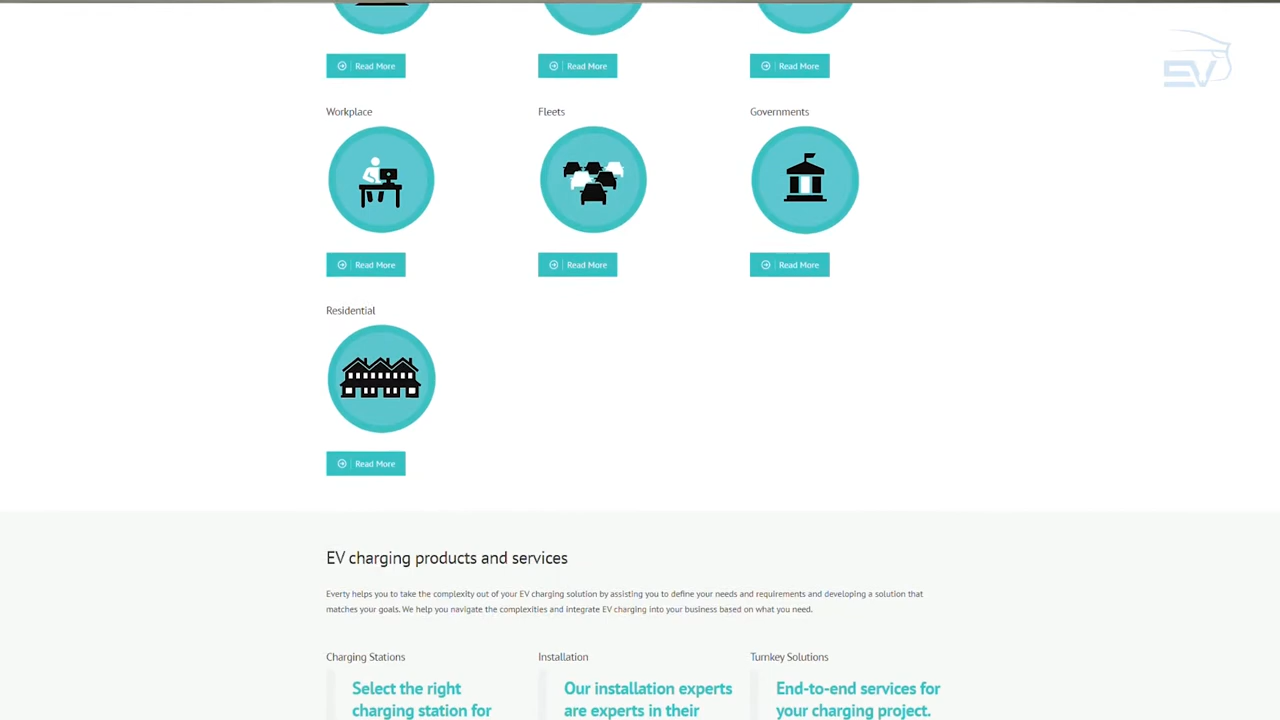 Read More Read More Read More
EV
Workplace Fleets Governments
Read More Read More Read More
Residential
Read More
EV charging products and services
Everty helps you to take the complexity out of your EV charging solution by assisting you to define your needs and requirements and developing a solution that
matches your goals. We help you navigate the complexities and integrate EV charging into your business based on what you need.
Charging Stations Installation Turnkey Solutions
Select the right Our installation experts End-to-end services for
charging station for are experts in their your charging project.